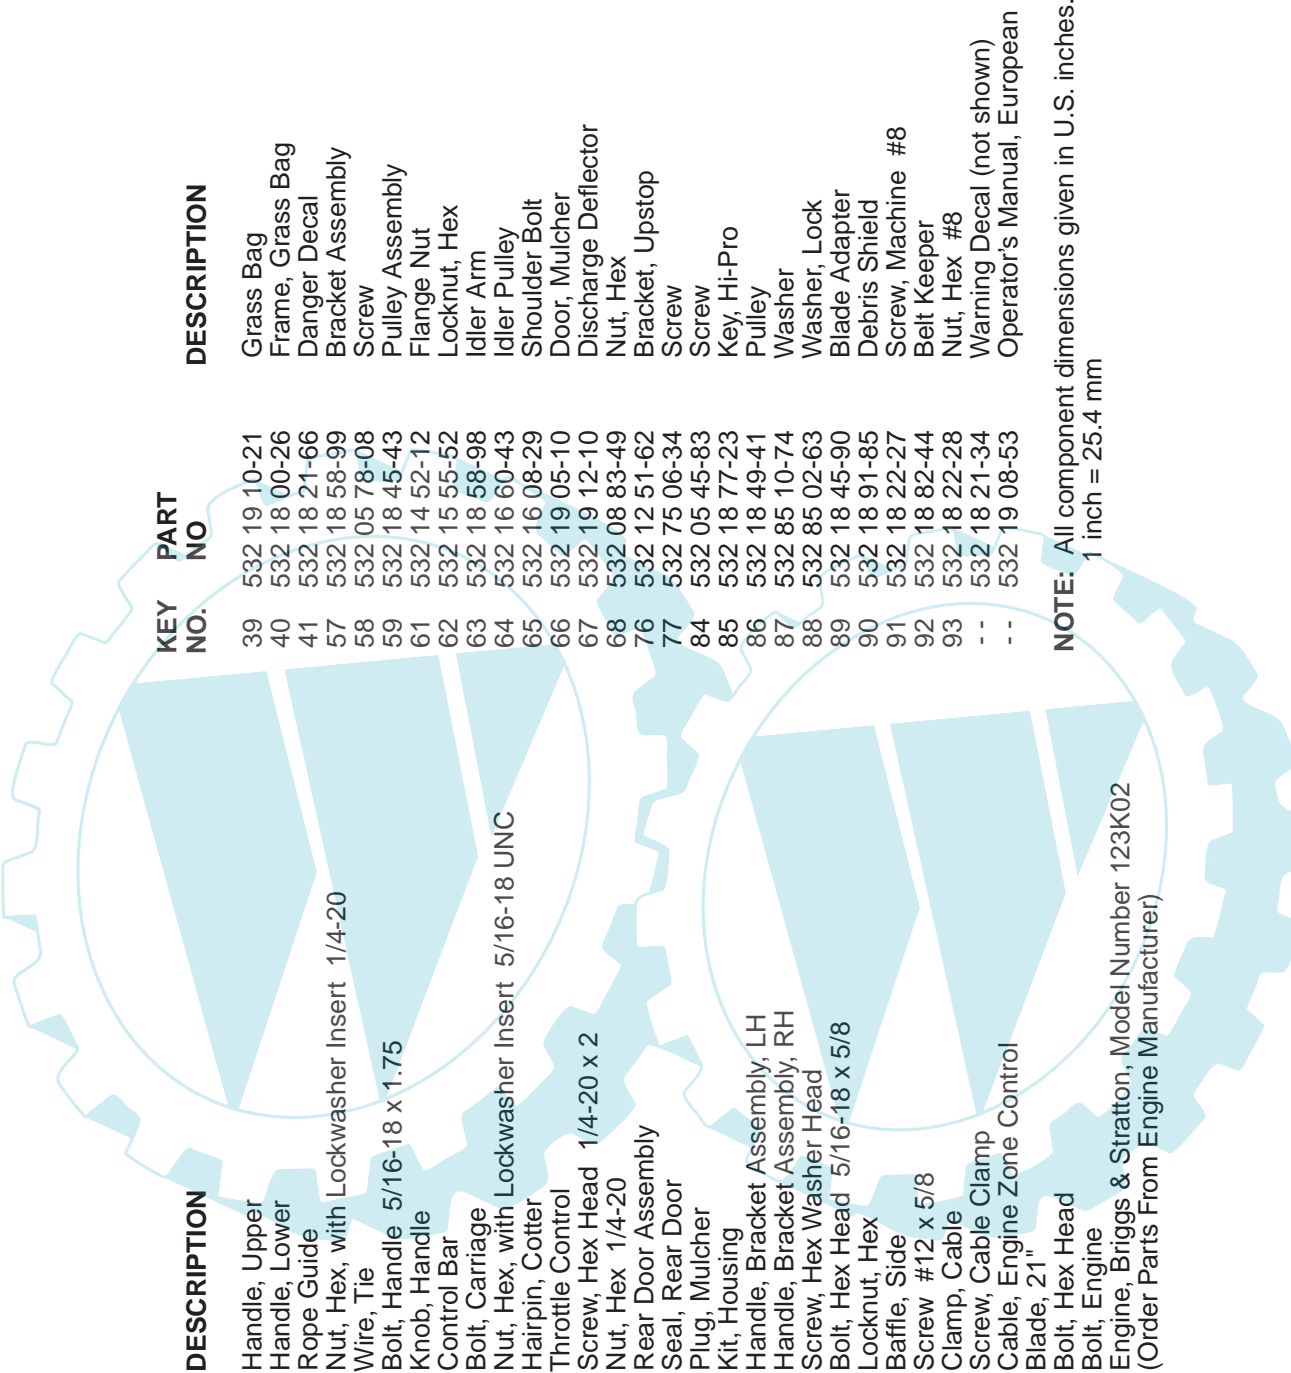 DESCRIPTION
Handle, Upper
Handle, Lower
Rope Guide
Nut, Hex, with Lockwasher Insert 1/4-20
Wire, Tie
Bolt, Handle 5/16-18 x 1.75
Knob, Handle
Control Bar
Bolt, Carriage
Nut, Hex, with Lockwasher Insert 5/16-18 UNC
Hairpin, Cotter
Throttle Control
Screw, Hex Head 1/4-20 x 2
Nut, Hex 1/4-20
Rear Door Assembly
Seal, Rear Door
Plug, Mulcher
Kit, Housing
Handle, Bracket Assembly, LH
Handle, Bracket Assembly, RH
Screw, Hex Washer Head
Bolt, Hex Head 5/16-18 x 5/8
Locknut, Hex
Baffle, Side
Screw #12 x 5/8
Clamp, Cable
Screw, Cable Clamp
Cable, Engine Zone Control
Blade, 21"
Bolt, Hex Head
Bolt, Engine
Engine, Briggs & Stratton, Model Number 123K02
(Order Parts From Engine Manufacturer)
KEY PART
NO. NO DESCRIPTION
39 532 19 10-21 Grass Bag
40 532 18 00-26 Frame, Grass Bag
41 532 18 21-66 Danger Decal
57 532 18 58-99 Bracket Assembly
58 532 05 78-08 Screw
59 532 18 45-43 Pulley Assembly
61 532 14 52-12 Flange Nut
62 532 15 55-52 Locknut, Hex
63 532 18 58-98 Idler Arm
64 532 16 60-43 Idler Pulley
65 532 16 08-29 Shoulder Bolt
66 532 19 05-10 Door, Mulcher
67 532 19 12-10 Discharge Deflector
68 532 08 83-49 Nut, Hex
76 532 12 51-62 Bracket, Upstop
77 532 75 06-34 Screw
84 532 05 45-83 Screw
85 532 18 77-23 Key, Hi-Pro
86 532 18 49-41 Pulley
87 532 85 10-74 Washer
88 532 85 02-63 Washer, Lock
89 532 18 45-90 Blade Adapter
90 532 18 91-85 Debris Shield
91 532 18 22-27 Screw, Machine #8
92 532 18 82-44 Belt Keeper
93 532 18 22-28 Nut, Hex #8
- - 532 18 21-34 Warning Decal (not shown)
- - 532 19 08-53 Operator's Manual, European
NOTE: All component dimensions given in U.S. inches.
1 inch = 25.4 mm